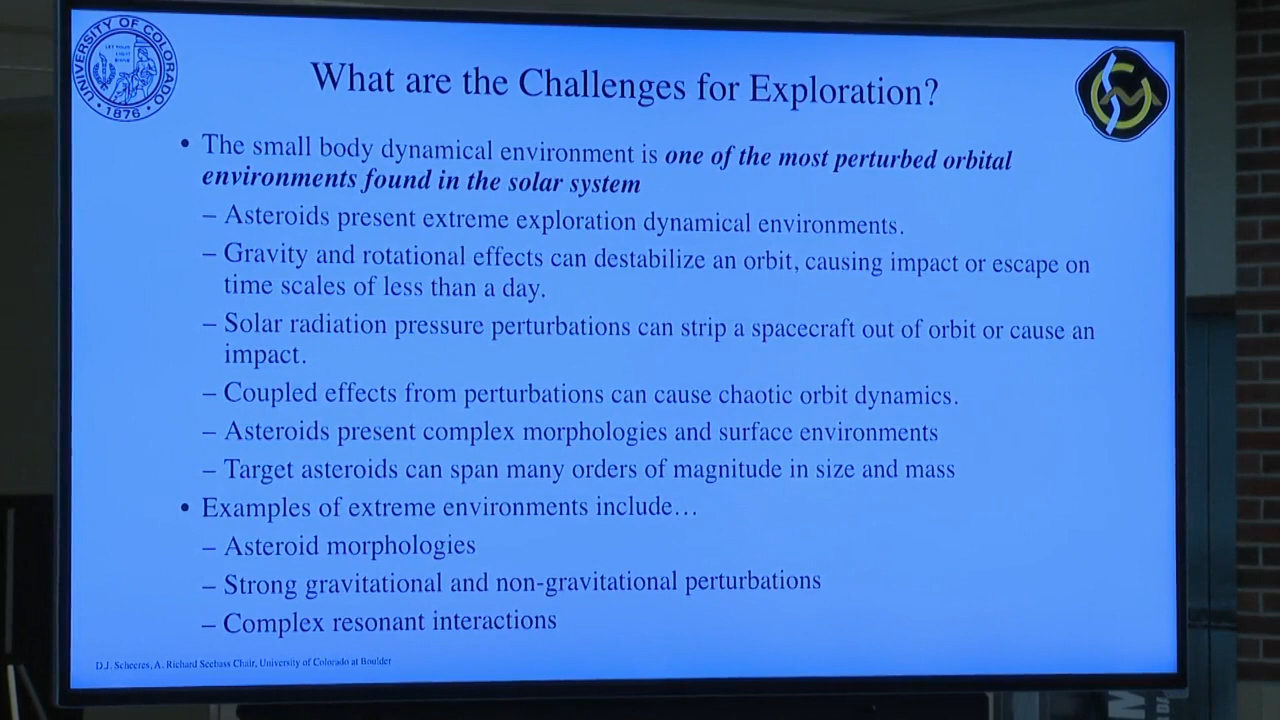 UNIVERSITY OF COLORADO
1876
What are the Challenges for Exploration?
• The small body dynamical environment is one of the most perturbed orbital
environments found in the solar system
– Asteroids present extreme exploration dynamical environments.
– Gravity and rotational effects can destabilize an orbit, causing impact or escape on
time scales of less than a day.
– Solar radiation pressure perturbations can strip a spacecraft out of orbit or cause an
impact.
– Coupled effects from perturbations can cause chaotic orbit dynamics.
– Asteroids present complex morphologies and surface environments
– Target asteroids can span many orders of magnitude in size and mass
• Examples of extreme environments include…
– Asteroid morphologies
– Strong gravitational and non-gravitational perturbations
– Complex resonant interactions
D.J. Scheeres, A. Richard Seebass Chair, University of Colorado at Boulder